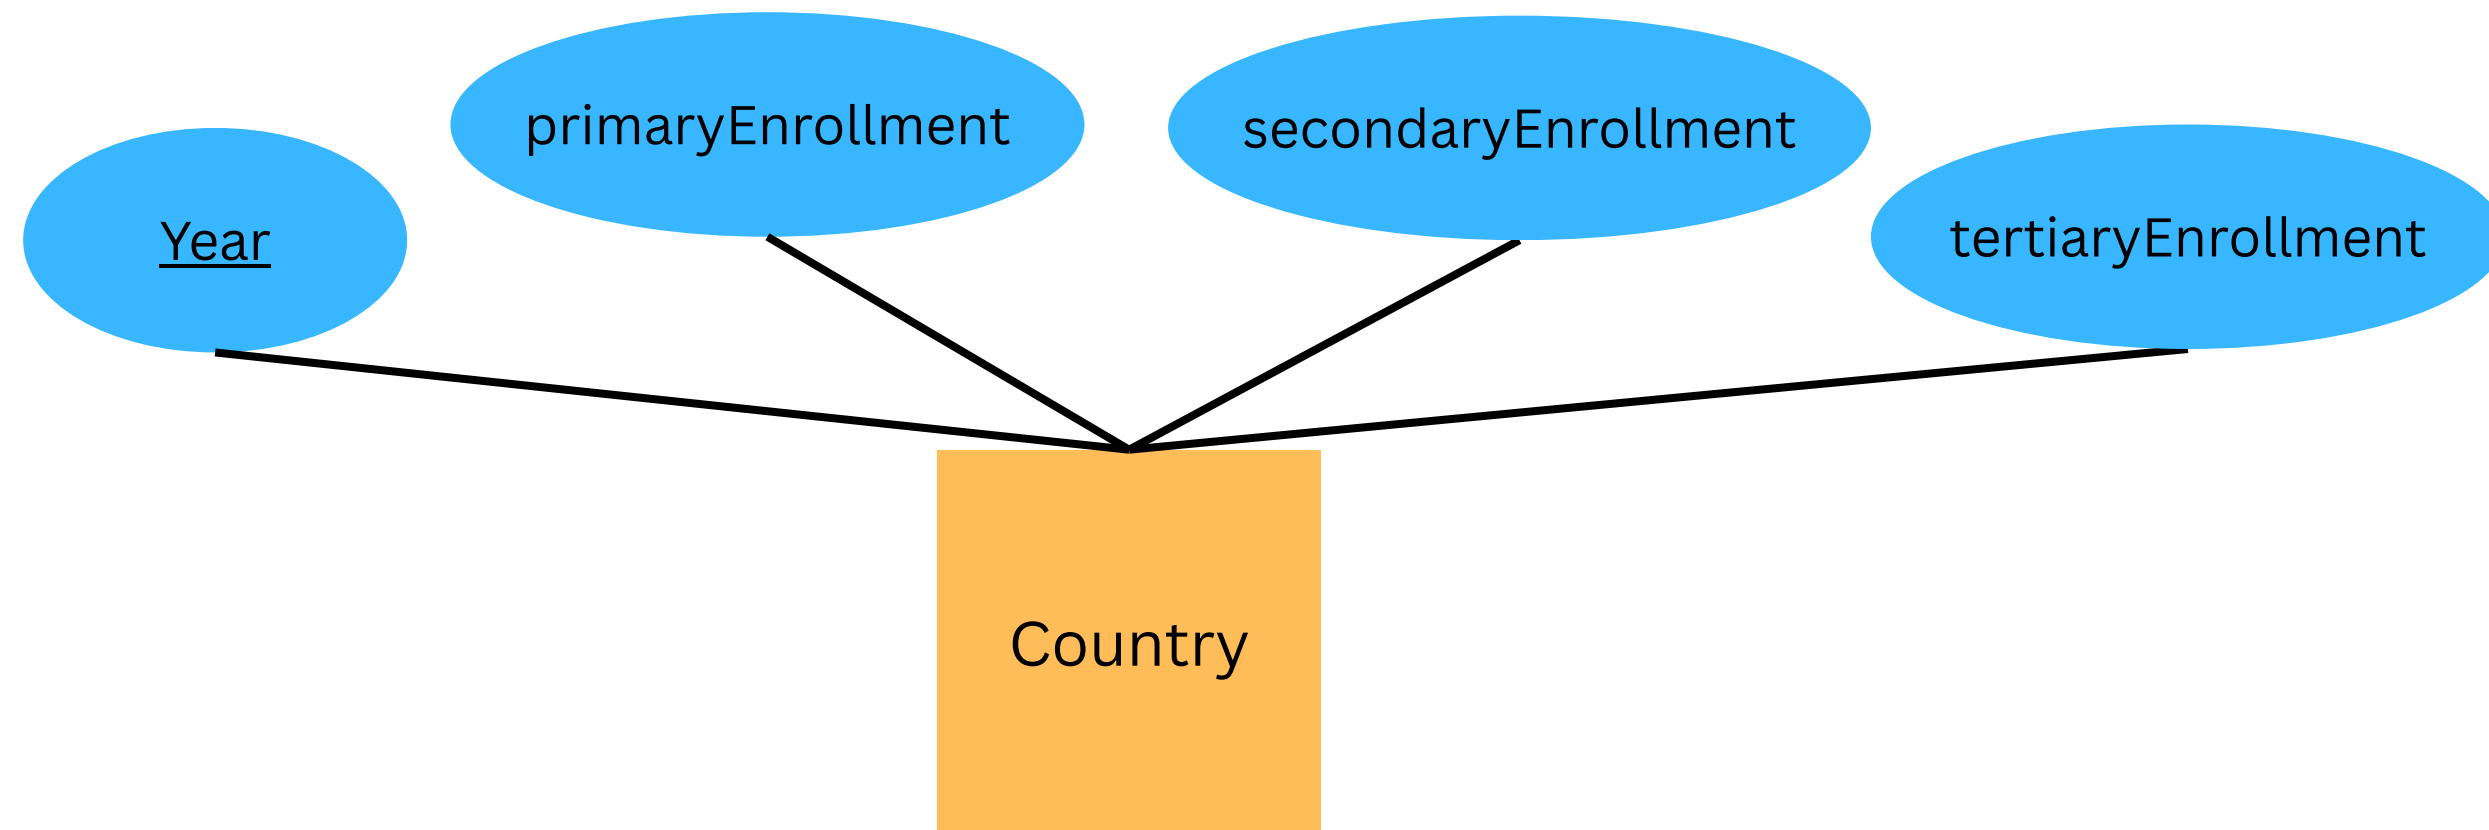 primaryEnrollment
secondaryEnrollment
Year
tertiaryEnrollment
Country